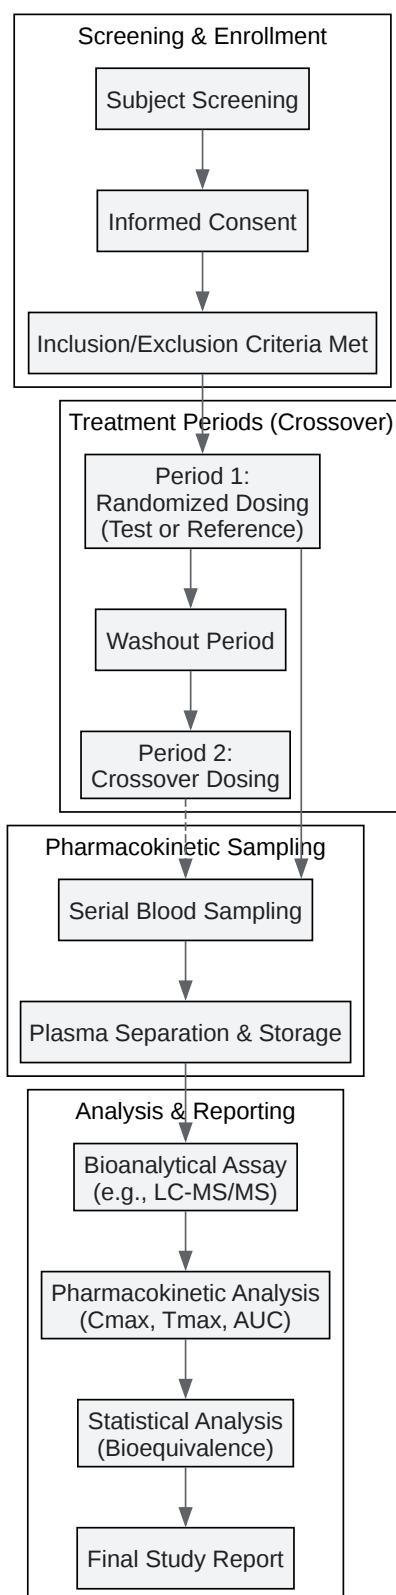 Screening & Enrollment
Subject Screening
Informed Consent
Inclusion/Exclusion Criteria Met
Treatment Periods (Crossover)
Period 1:
Randomized Dosing
(Test or Reference)
Washout Period
Period 2:
Crossover Dosing
Pharmacokinetic Sampling
Serial Blood Sampling
Plasma Separation & Storage
Analysis & Reporting
Bioanalytical Assay
(e.g., LC-MS/MS)
Pharmacokinetic Analysis
(Cmax, Tmax, AUC)
Statistical Analysis
(Bioequivalence)
Final Study Report